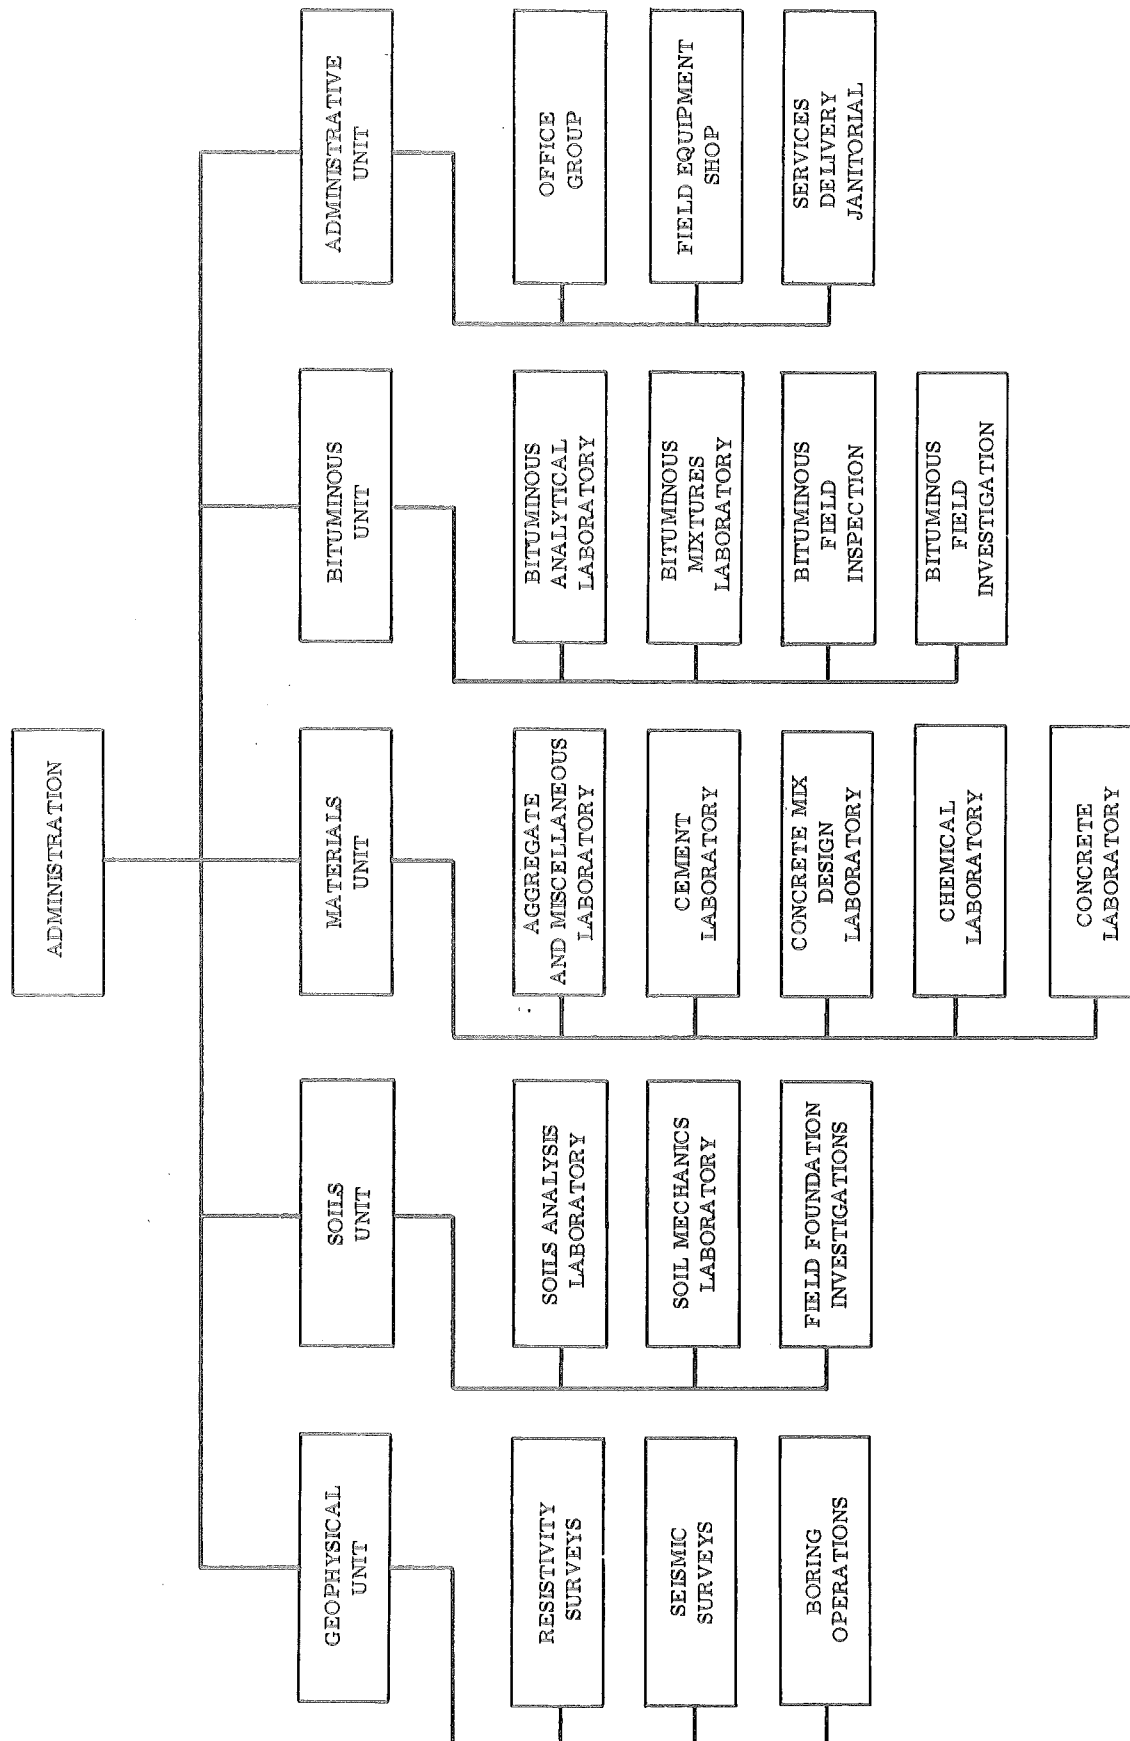 ADMINISTRATION
GEOPHYSICAL
UNIT
SOILS
UNIT
MATERIALS
UNIT
BITUMINOUS
UNIT
ADMINISTRATIVE
UNIT
RESISTIVITY
SURVEYS
SEISMIC
SURVEYS
BORING
OPERATIONS
SOILS ANALYSIS
LABORATORY
SOIL MECHANICS
LABORATORY
FIELD FOUNDATION
INVESTIGATIONS
AGGREGATE
AND MISCELLANEOUS
LABORATORY
CEMENT
LABORATORY
CONCRETE MIX
DESIGN
LABORATORY
CHEMICAL
LABORATORY
CONCRETE
LABORATORY
BITUMINOUS
ANALYTICAL
LABORATORY
BITUMINOUS
MIXTURES
LABORATORY
BITUMINOUS
FIELD
INSPECTION
BITUMINOUS
FIELD
INVESTIGATION
OFFICE
GROUP
FIELD EQUIPMENT
SHOP
SERVICES
DELIVERY
JANITORIAL